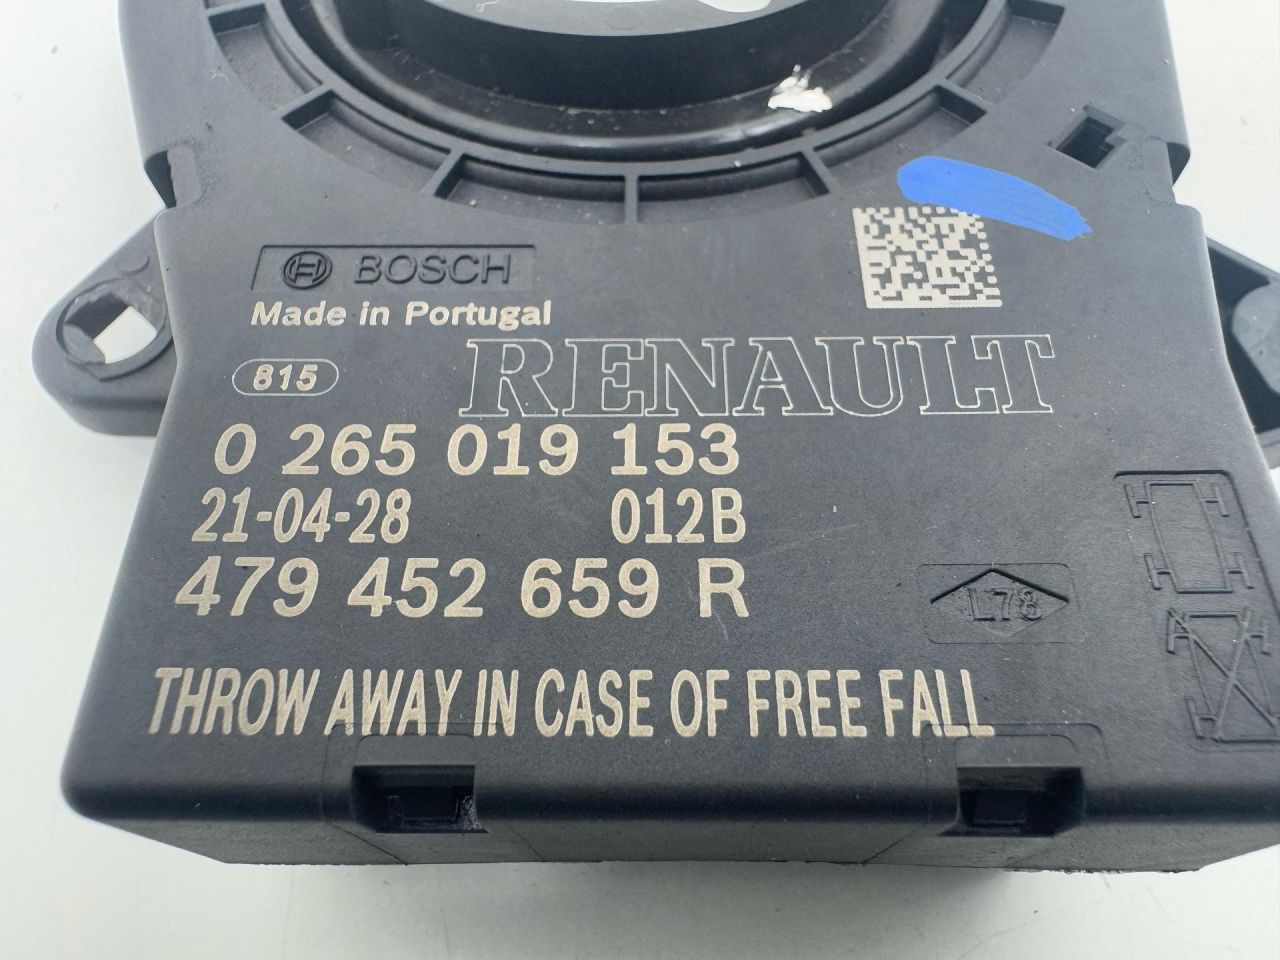 BOSCH
Made in Portugal
RENAULT
815
0 265 019 153
21-04-28 012B
479 452 659 R
L78
THROW AWAY IN CASE OF FREE FALL